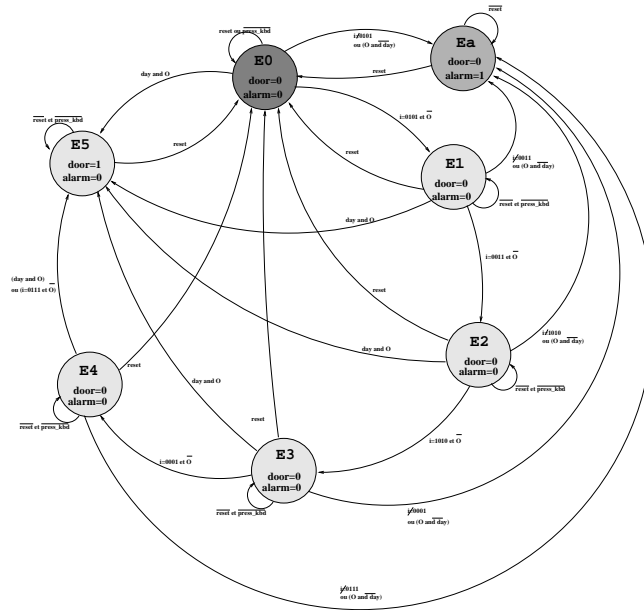 reset
reset ou press_kbd
i≠0101
ou (O and day)
Ea
door=0
alarm=1
E0
door=0
alarm=0
day and O
reset
i=0101 et O
reset et press_kbd
E5
door=1
alarm=0
reset
reset
E1
door=0
alarm=0
i≠0011
ou (O and day)
reset et press_kbd
day and O
i=0011 et O
(day and O)
ou (i=0111 et O)
reset
i≠1010
ou (O and day)
E2
door=0
alarm=0
day and O
reset et press_kbd
E4
door=0
alarm=0
reset
day and O
reset et press_kbd
reset
i=1010 et O
i=0001 et O
E3
door=0
alarm=0
reset et press_kbd
i≠0001
ou (O and day)
i≠0111
ou (O and day)